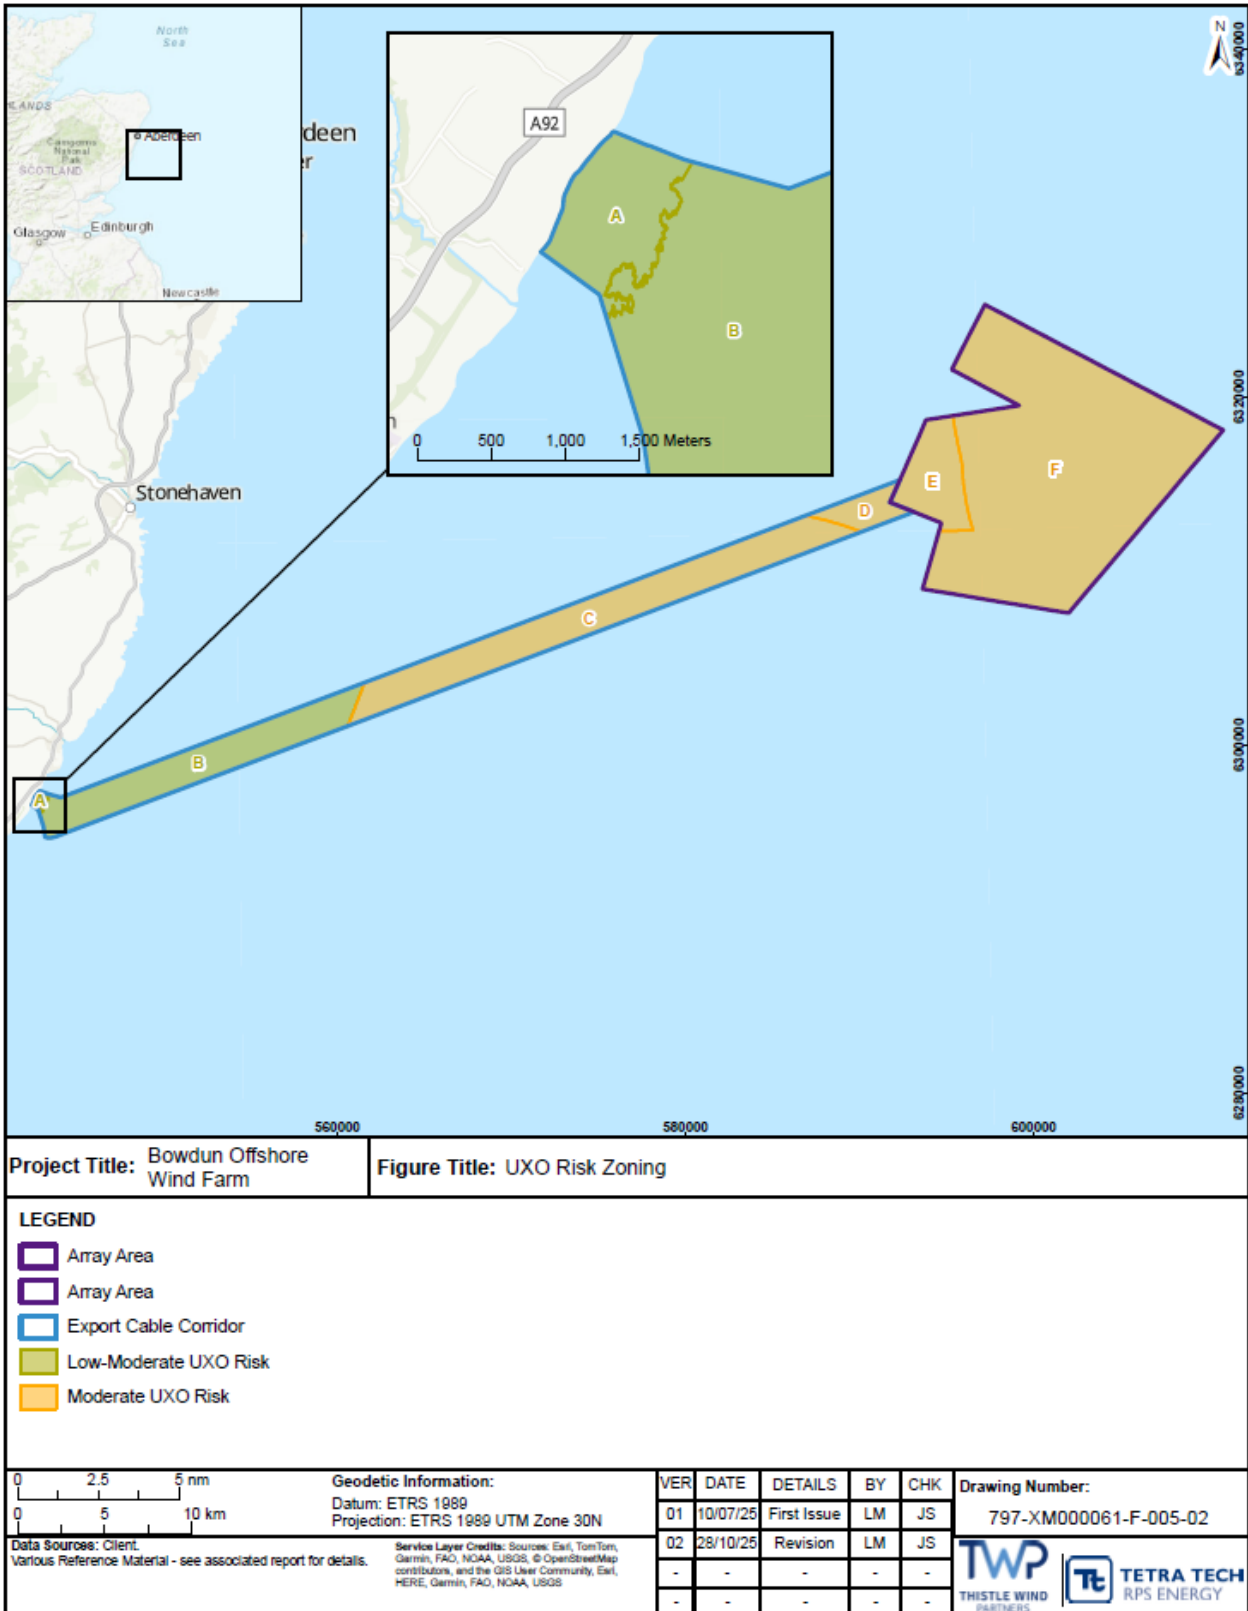 North
Sea
HLANDS
Cairngorms
National
Park
SCOTLAND
Aberdeen
Glasgow
Edinburgh
Newcastle
deen
er
A92
A
B
0 500 1,000 1,500 Meters
N
6340000
6320000
6300000
6280000
Stonehaven
F
E
D
C
B
A
560000 580000 600000
Project Title: Bowdun Offshore
Wind Farm
Figure Title: UXO Risk Zoning
LEGEND
Array Area
Array Area
Export Cable Corridor
Low-Moderate UXO Risk
Moderate UXO Risk
0 2.5 5 nm
0 5 10 km
Geodetic Information:
Datum: ETRS 1989
Projection: ETRS 1989 UTM Zone 30N
Data Sources: Client.
Various Reference Material - see associated report for details.
Service Layer Credits: Sources: Esri, TomTom,
Garmin, FAO, NOAA, USGS, © OpenStreetMap
contributors, and the GIS User Community, Esri,
HERE, Garmin, FAO, NOAA, USGS
VER DATE DETAILS BY CHK
01 10/07/25 First Issue LM JS
02 28/10/25 Revision LM JS
- - - - -
- - - - -
Drawing Number:
797-XM000061-F-005-02
TWP
THISTLE WIND
PARTNERS
Tt
TETRA TECH
RPS ENERGY